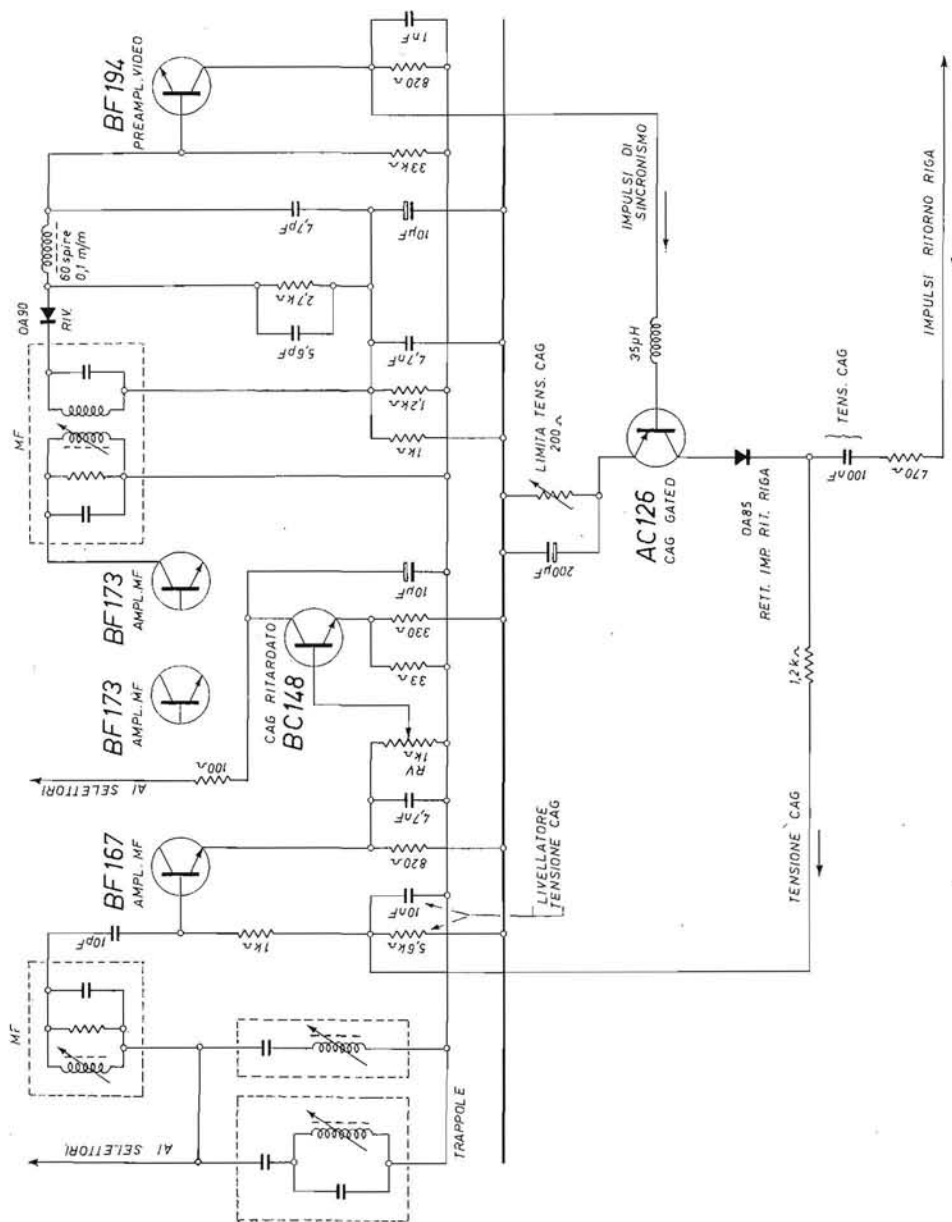 AI SELETTORI
MF
TRAPPOLE
10pF
BF167
AMPL. MF
1kΩ
10nF
5,6kΩ
LIVELLATORE
TENSIONE CAG
820Ω
4,7nF
1kΩ
RV
AI SELETTORI
100Ω
BF173
AMPL. MF
CAG RITARDATO
BC148
33Ω
330Ω
10µF
BF173
AMPL. MF
MF
1kΩ
1,2kΩ
4,7nF
OA90
RIV.
60 spire
0,1 m/m
5,6pF
2,7kΩ
4,7pF
10µF
33kΩ
BF194
PREAMPL. VIDEO
820Ω
1nF
200µF
LIMITA TENS. CAG
200Ω
AC126
CAG GATED
35µH
IMPULSI DI
SINCRONISMO
OA85
RETT. IMP. RIT. RIGA
100nF
TENS. CAG
470Ω
IMPULSI RITORNO RIGA
1,2kΩ
TENSIONE CAG